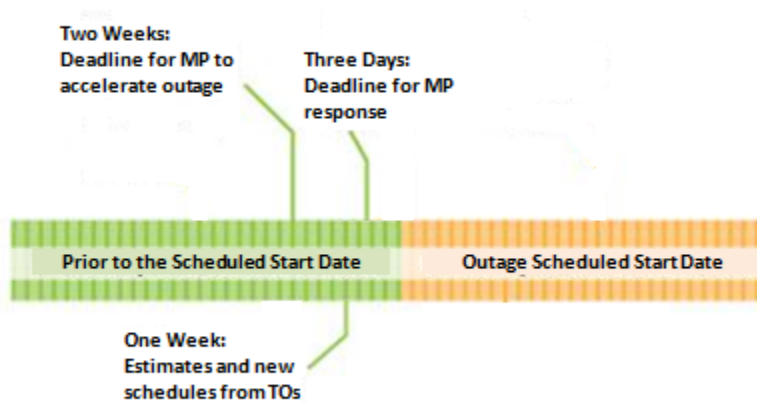 Two Weeks:
Deadline for MP to
accelerate outage
Three Days:
Deadline for MP
response
Prior to the Scheduled Start Date
Outage Scheduled Start Date
One Week:
Estimates and new
schedules from TOs